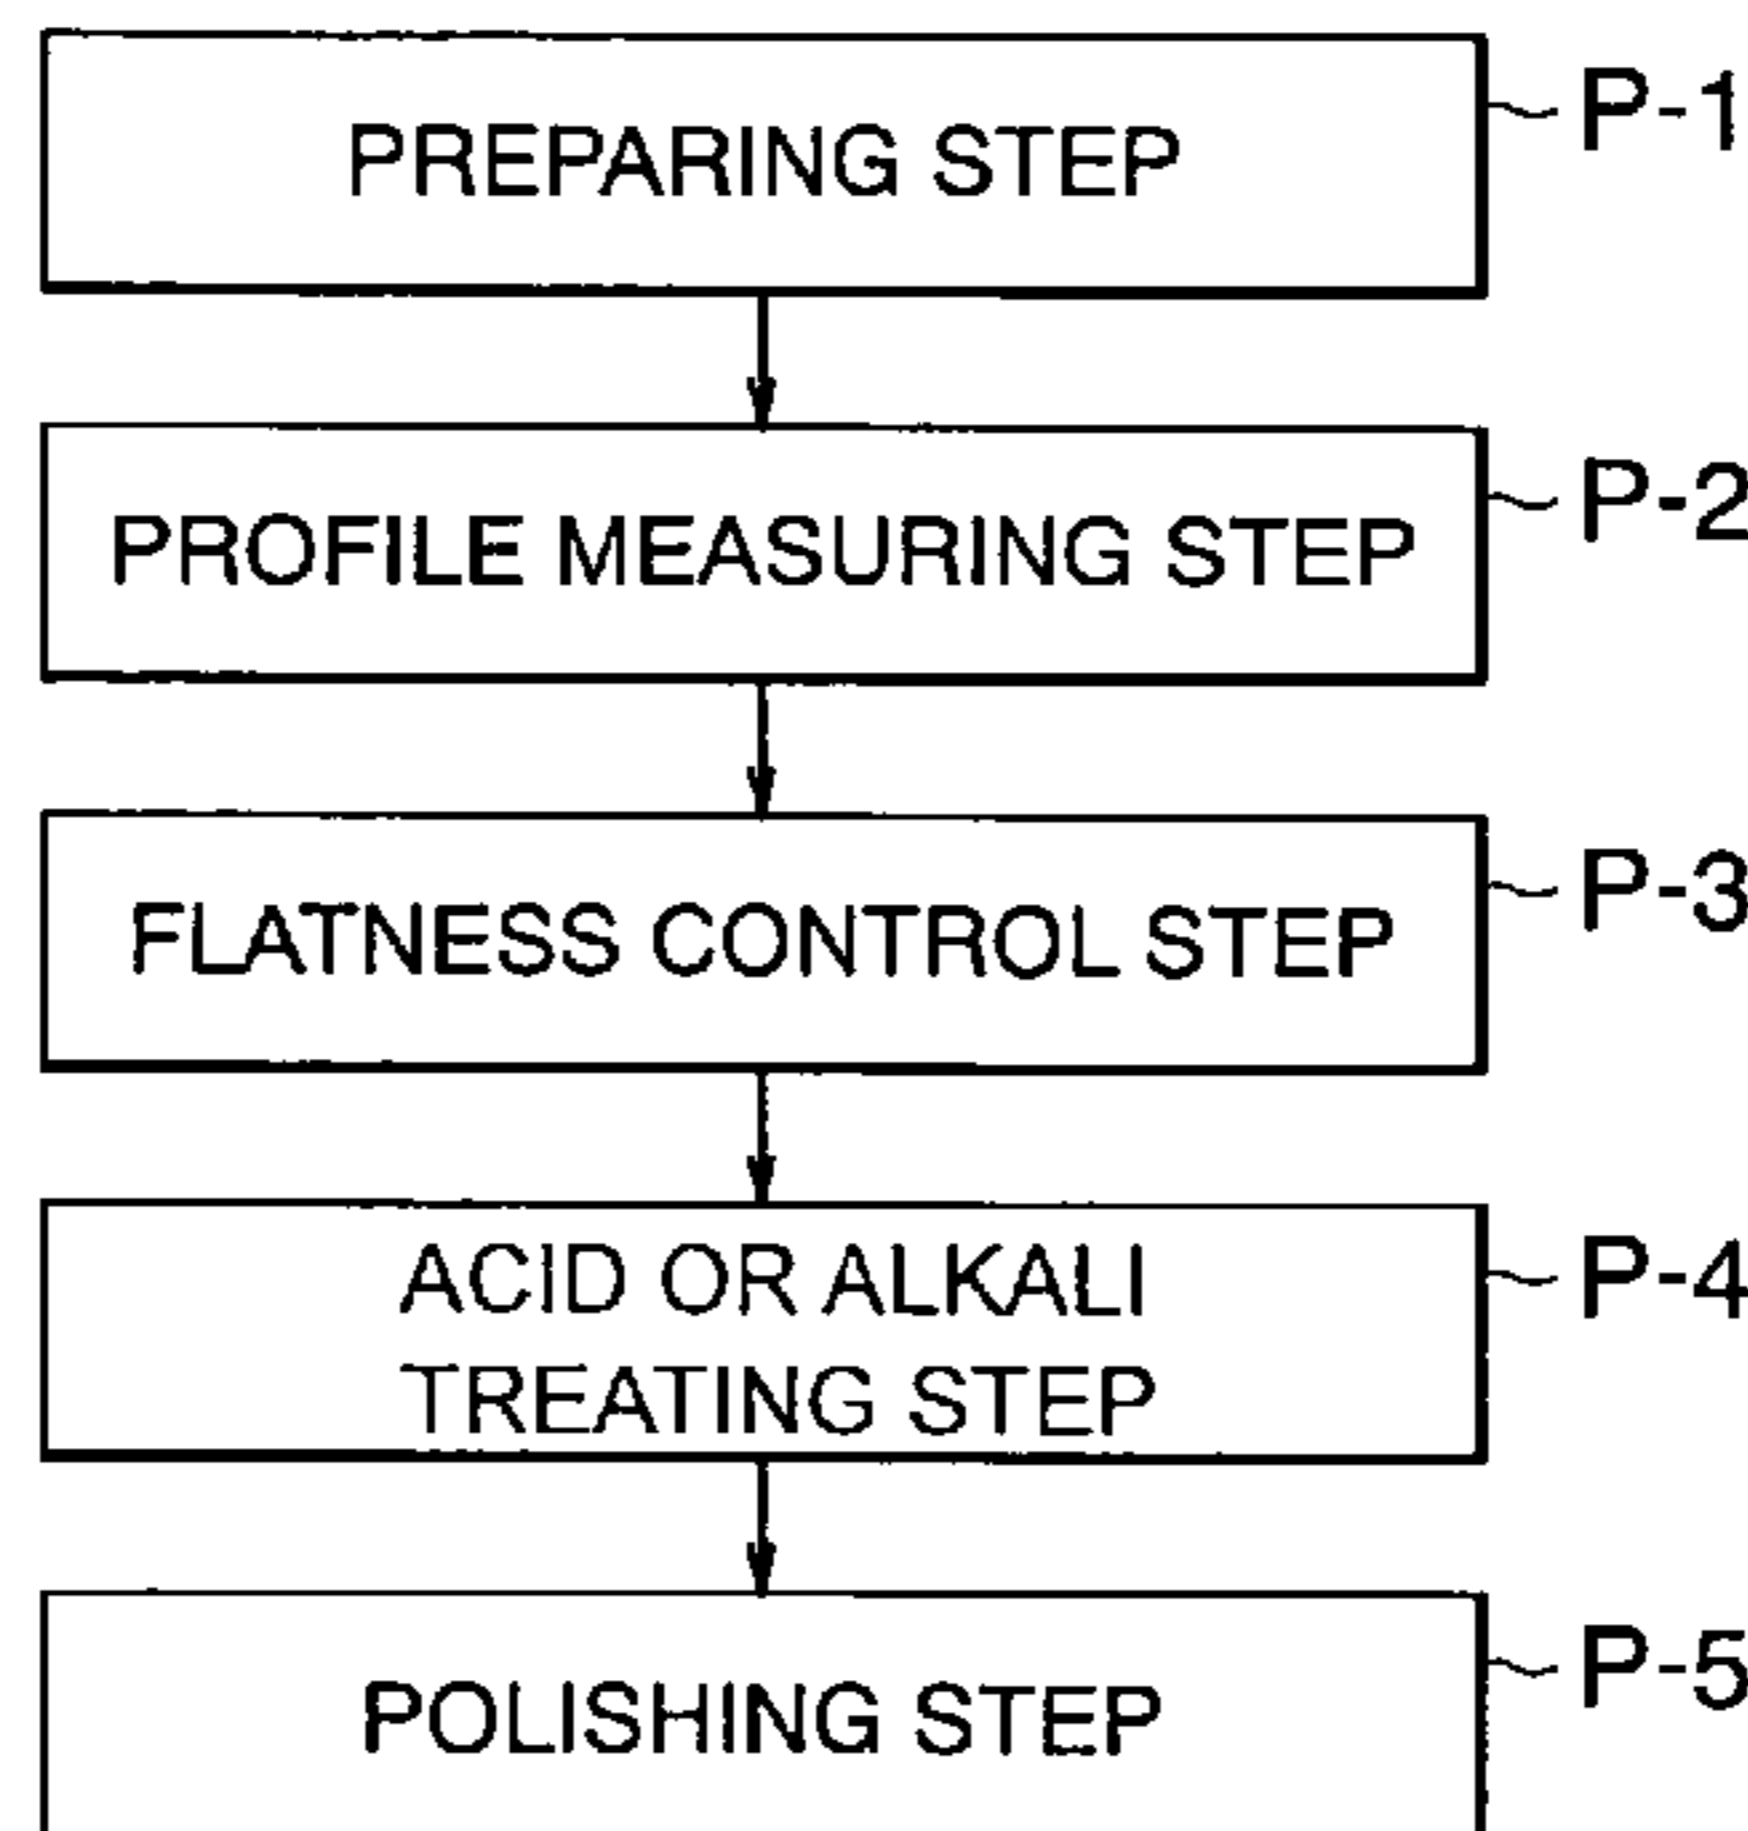 PREPARING STEP
P-1
PROFILE MEASURING STEP
P-2
FLATNESS CONTROL STEP
P-3
ACID OR ALKALI
TREATING STEP
P-4
POLISHING STEP
P-5